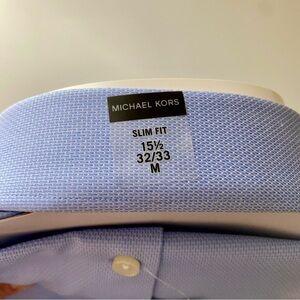 MICHAEL KORS
SLIM FIT
15½
32/33
M